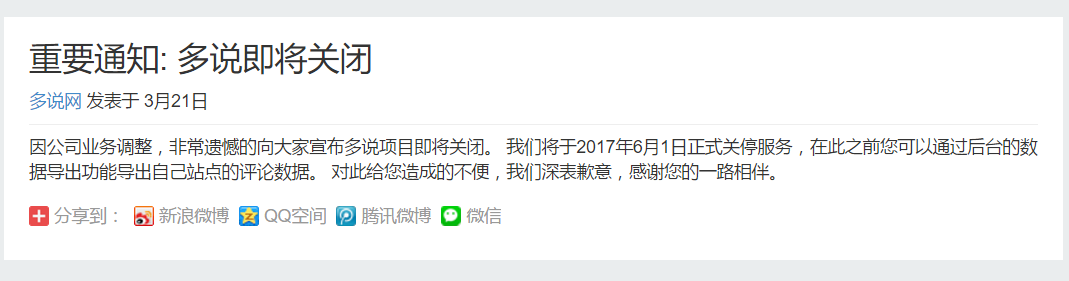 重要通知: 多说即将关闭
多说网 发表于 3月21日
因公司业务调整，非常遗憾的向大家宣布多说项目即将关闭。 我们将于2017年6月1日正式关停服务，在此之前您可以通过后台的数
据导出功能导出自己站点的评论数据。 对此给您造成的不便，我们深表歉意，感谢您的一路相伴。
分享到： 新浪微博 QQ空间 腾讯微博 微信